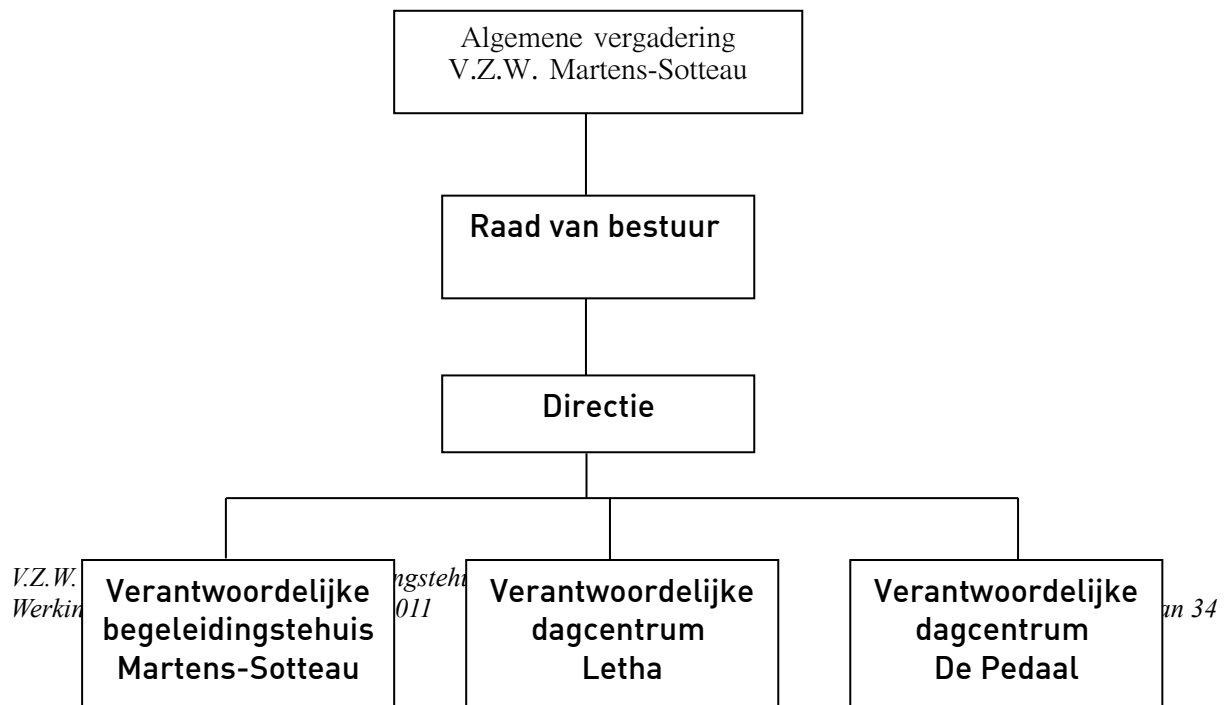 Algemene vergadering
V.Z.W. Martens-Sotteau
Raad van bestuur
Directie
Verantwoordelijke
begeleidingstehuis
Martens-Sotteau
Verantwoordelijke
dagcentrum
Letha
Verantwoordelijke
dagcentrum
De Pedaal
V.Z.W.
34